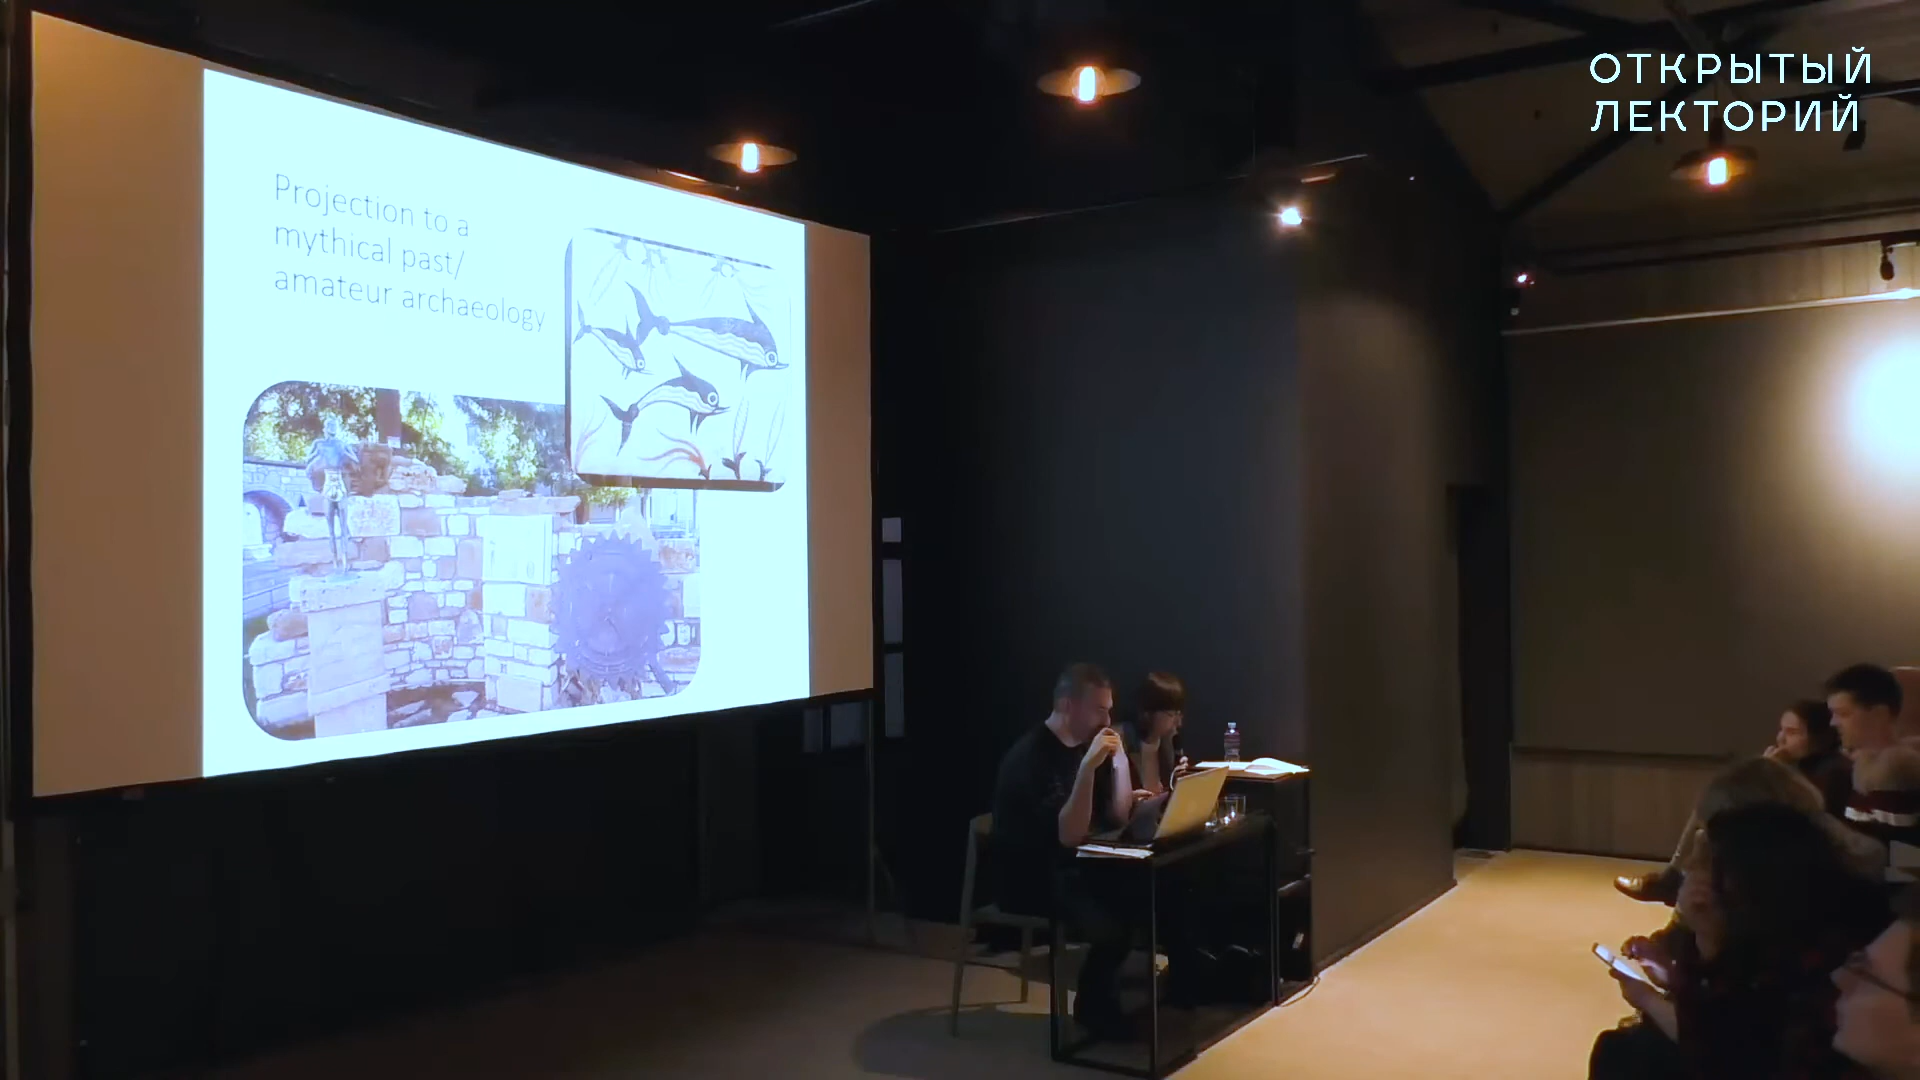 Projection to a
mythical past/
amateur archaeology
ОТКРЫТЫЙ
ЛЕКТОРИЙ